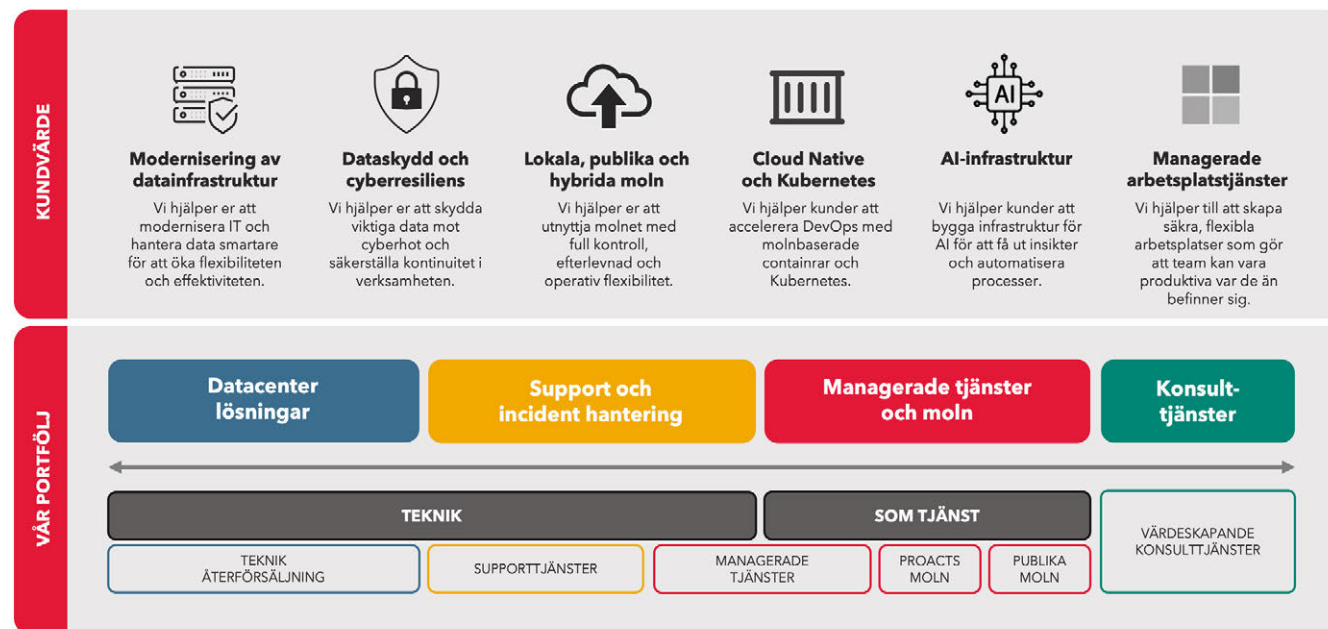 KUNDVÄRDE
AI
Modernisering av
datainfrastruktur
Vi hjälper er att
modernisera IT och
hantera data smartare
för att öka flexibiliteten
och effektiviteten.
Dataskydd och
cyberresiliens
Vi hjälper er att skydda
viktiga data mot
cyberhot och
säkerställa kontinuitet i
verksamheten.
Lokala, publika och
hybrida moln
Vi hjälper er att
utnyttja molnet med
full kontroll,
efterlevnad och
operativ flexibilitet.
Cloud Native
och Kubernetes
Vi hjälper kunder att
accelerera DevOps med
molnbaserade
containrar och
Kubernetes.
AI-infrastruktur
Vi hjälper kunder att
bygga infrastruktur för
AI för att få ut insikter
och automatisera
processer.
Managerade
arbetsplatstjänster
Vi hjälper till att skapa
säkra, flexibla
arbetsplatser som gör
att team kan vara
produktiva var de än
befinner sig.
VÅR PORTFÖLJ
Datacenter
lösningar
Support och
incident hantering
Managerade tjänster
och moln
Konsult-
tjänster
TEKNIK
SOM TJÄNST
TEKNIK
ÅTERFÖRSÄLJNING
SUPPORTTJÄNSTER
MANAGERADE
TJÄNSTER
PROACTS
MOLN
PUBLIKA
MOLN
VÄRDESKAPANDE
KONSULTTJÄNSTER